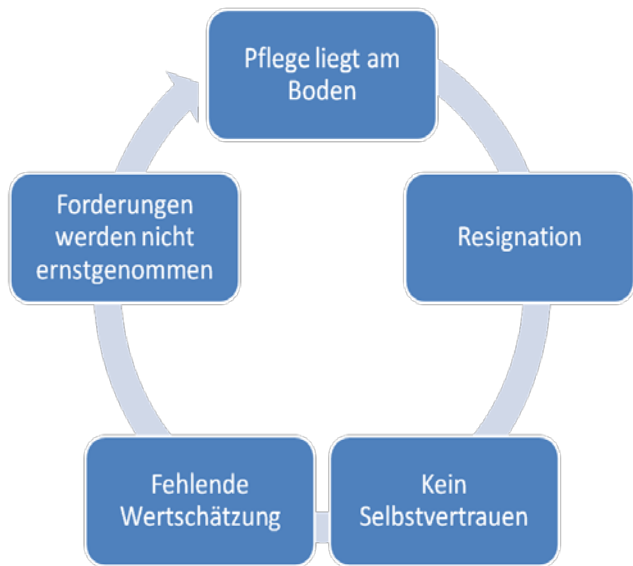 Pflege liegt am
Boden
Resignation
Kein
Selbstvertrauen
Fehlende
Wertschätzung
Forderungen
werden nicht
ernstgenommen